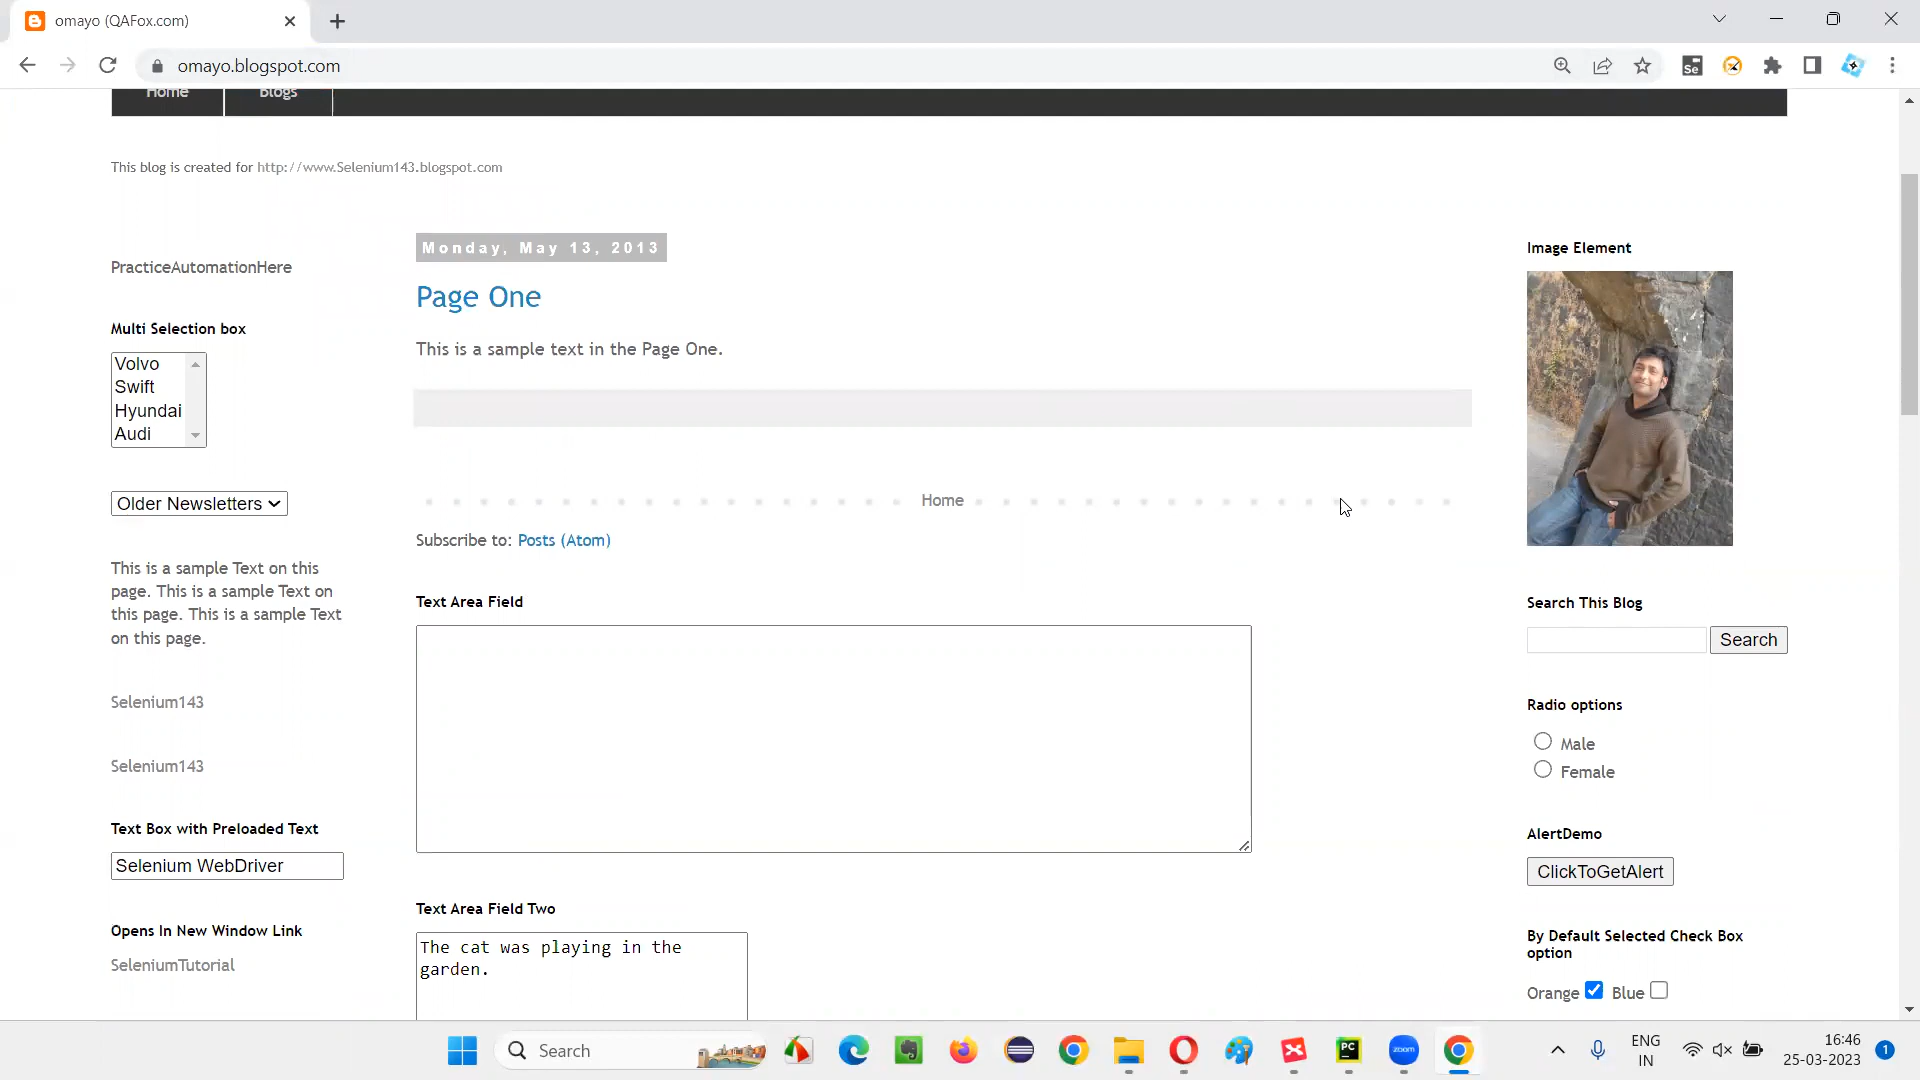 omayo (QAFox.com)
omayo.blogspot.com
Home
Blogs
This blog is created for http://www.Selenium143.blogspot.com
PracticeAutomationHere
Multi Selection box
Volvo
Swift
Hyundai
Audi
Older Newsletters
This is a sample Text on this
page. This is a sample Text on
this page. This is a sample Text
on this page.
Selenium143
Selenium143
Text Box with Preloaded Text
Selenium WebDriver
Opens In New Window Link
SeleniumTutorial
Monday, May 13, 2013
Page One
This is a sample text in the Page One.
Home
Subscribe to: Posts (Atom)
Text Area Field
Text Area Field Two
The cat was playing in the
garden.
Image Element
Search This Blog
Search
Radio options
Male
Female
AlertDemo
ClickToGetAlert
By Default Selected Check Box
option
Orange Blue
Search
Se
PC
zoom
ENG
IN
16:46
25-03-2023
1